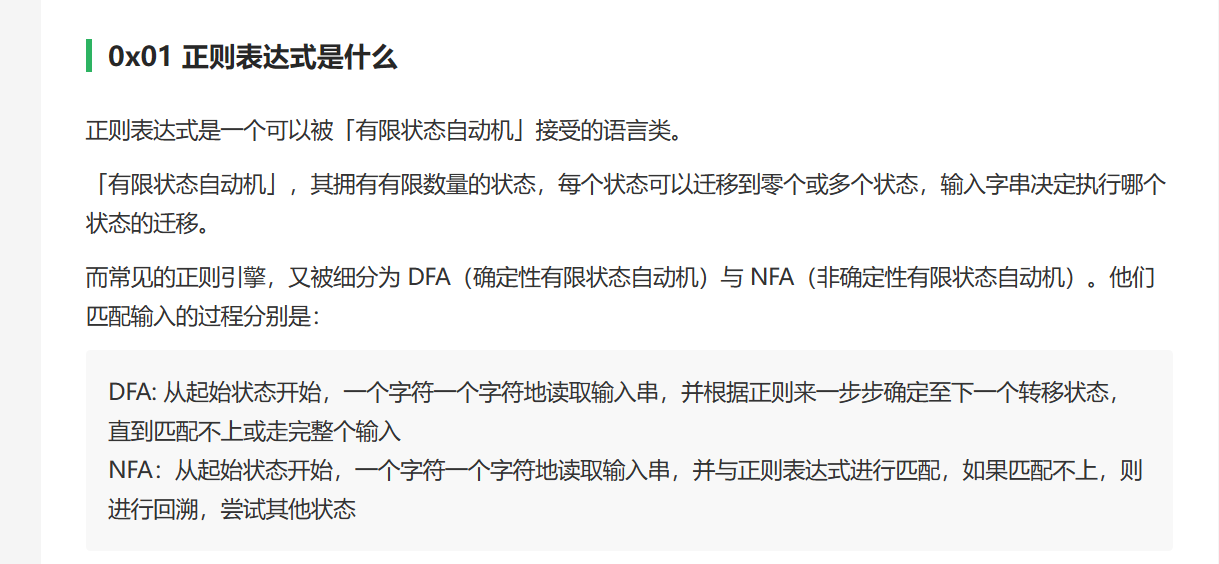 0x01 正则表达式是什么
正则表达式是一个可以被「有限状态自动机」接受的语言类。
「有限状态自动机」，其拥有有限数量的状态，每个状态可以迁移到零个或多个状态，输入字串决定执行哪个
状态的迁移。
而常见的正则引擎，又被细分为 DFA（确定性有限状态自动机）与 NFA（非确定性有限状态自动机）。他们
匹配输入的过程分别是：
DFA: 从起始状态开始，一个字符一个字符地读取输入串，并根据正则来一步步确定至下一个转移状态，
直到匹配不上或走完整个输入
NFA：从起始状态开始，一个字符一个字符地读取输入串，并与正则表达式进行匹配，如果匹配不上，则
进行回溯，尝试其他状态